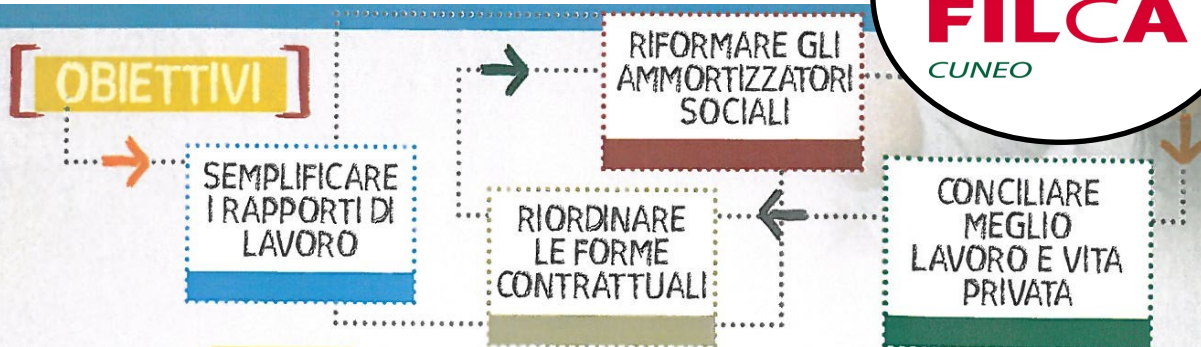 OBIETTIVI
SEMPLIFICARE
I RAPPORTI DI
LAVORO
RIFORMARE GLI
AMMORTIZZATORI
SOCIALI
RIORDINARE
LE FORME
CONTRATTUALI
CONCILIARE
MEGLIO
LAVORO E VITA
PRIVATA
FILCA
CUNEO